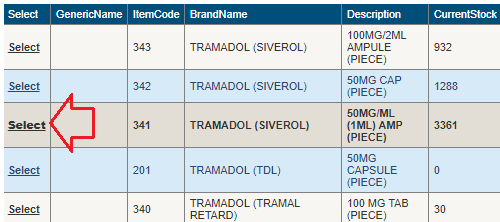 Select GenericName ItemCode BrandName Description CurrentStock
Select 343 TRAMADOL (SIVEROL) 100MG/2ML AMPULE (PIECE) 932
Select 342 TRAMADOL (SIVEROL) 50MG CAP (PIECE) 1288
Select 341 TRAMADOL (SIVEROL) 50MG/ML (1ML) AMP (PIECE) 3361
Select 201 TRAMADOL (TDL) 50MG CAPSULE (PIECE) 0
Select 340 TRAMADOL (TRAMAL RETARD) 100 MG TAB (PIECE) 30